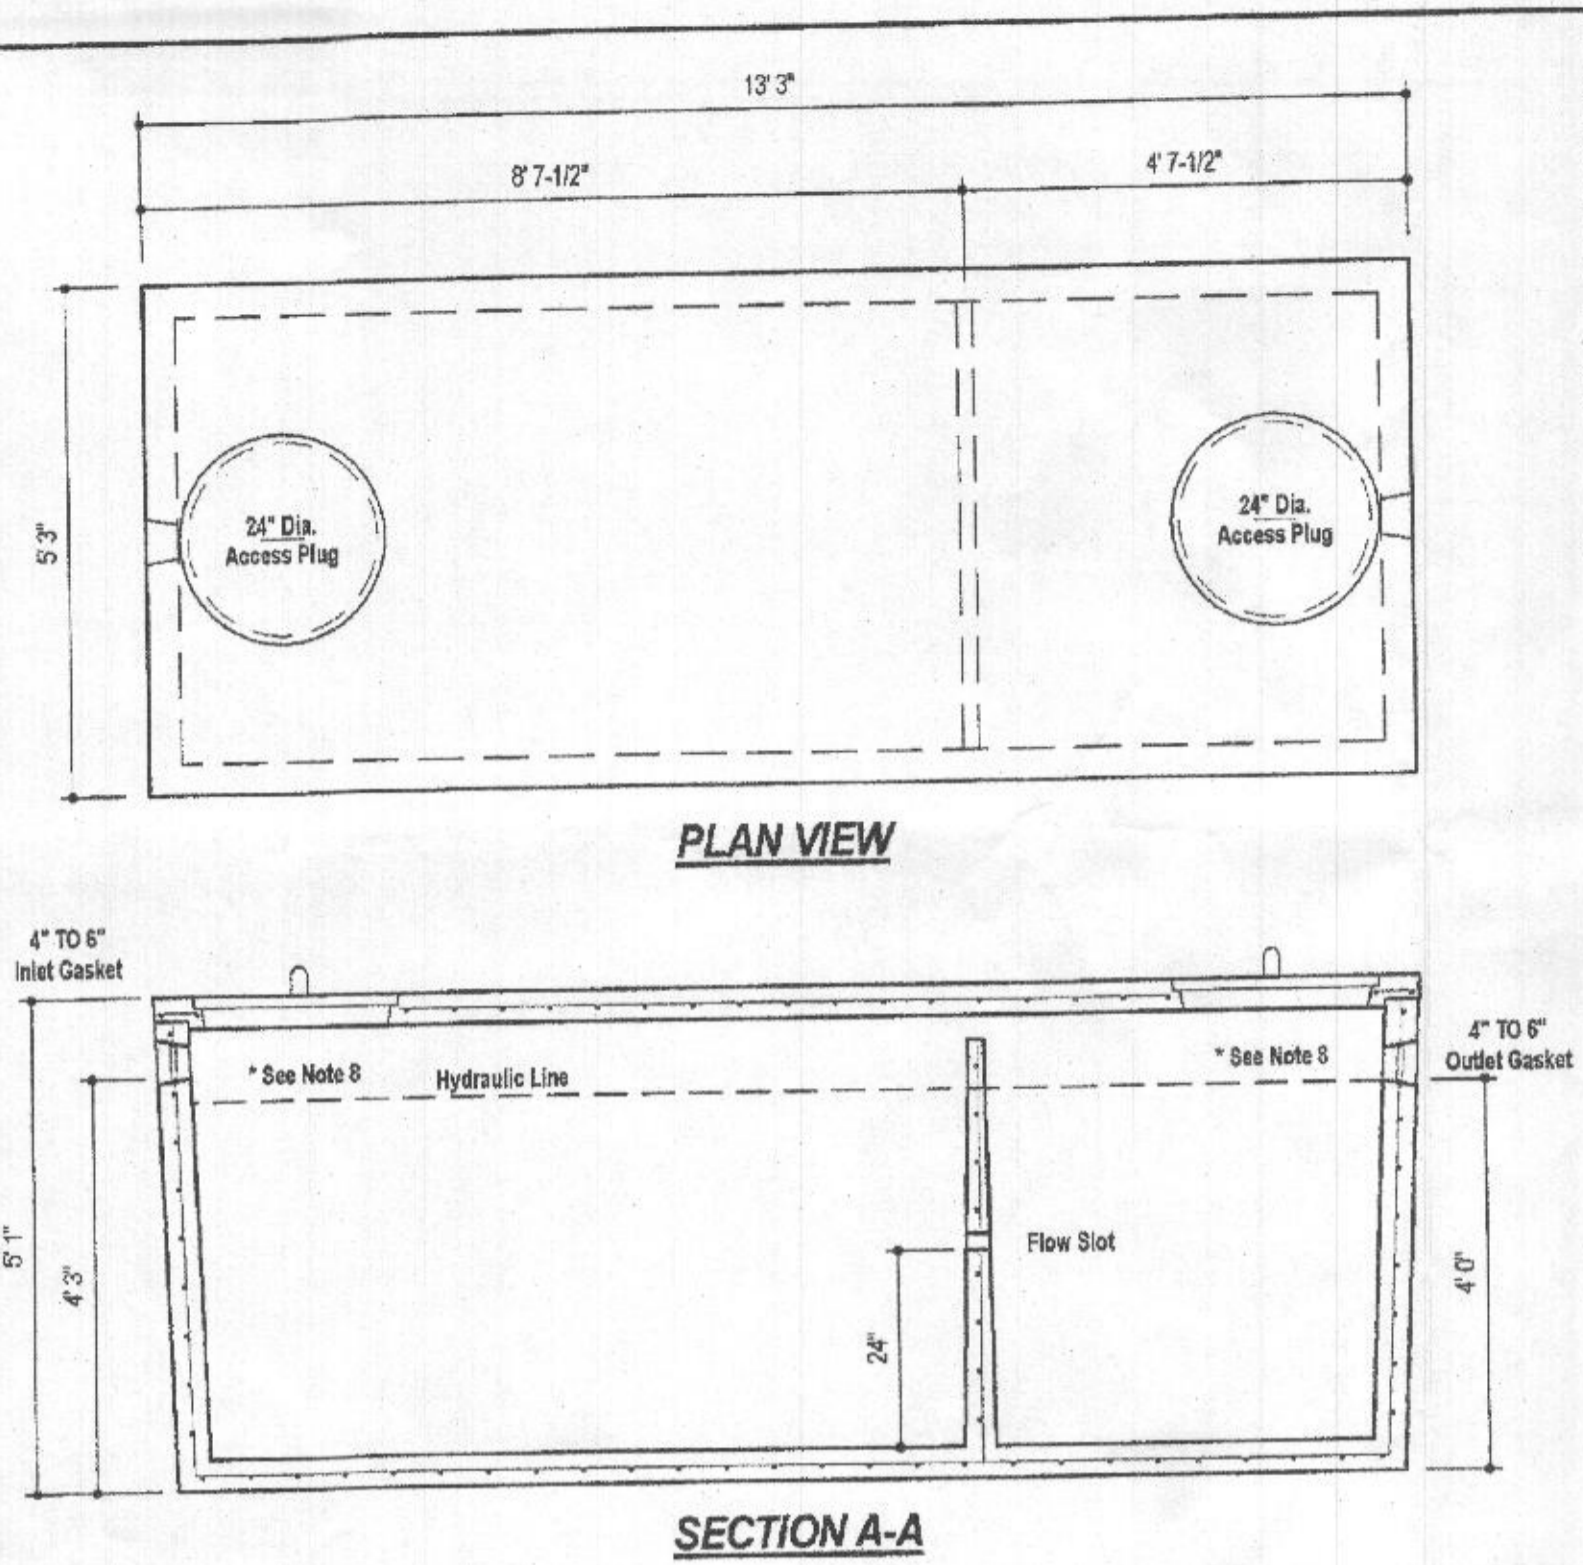 13' 3"
8' 7-1/2"
4' 7-1/2"
5' 3"
24" Dia.
Access Plug
24" Dia.
Access Plug
PLAN VIEW
4" TO 6"
Inlet Gasket
4" TO 6"
Outlet Gasket
* See Note 8
Hydraulic Line
* See Note 8
5' 1"
4' 3"
24"
Flow Slot
4' 0"
SECTION A-A